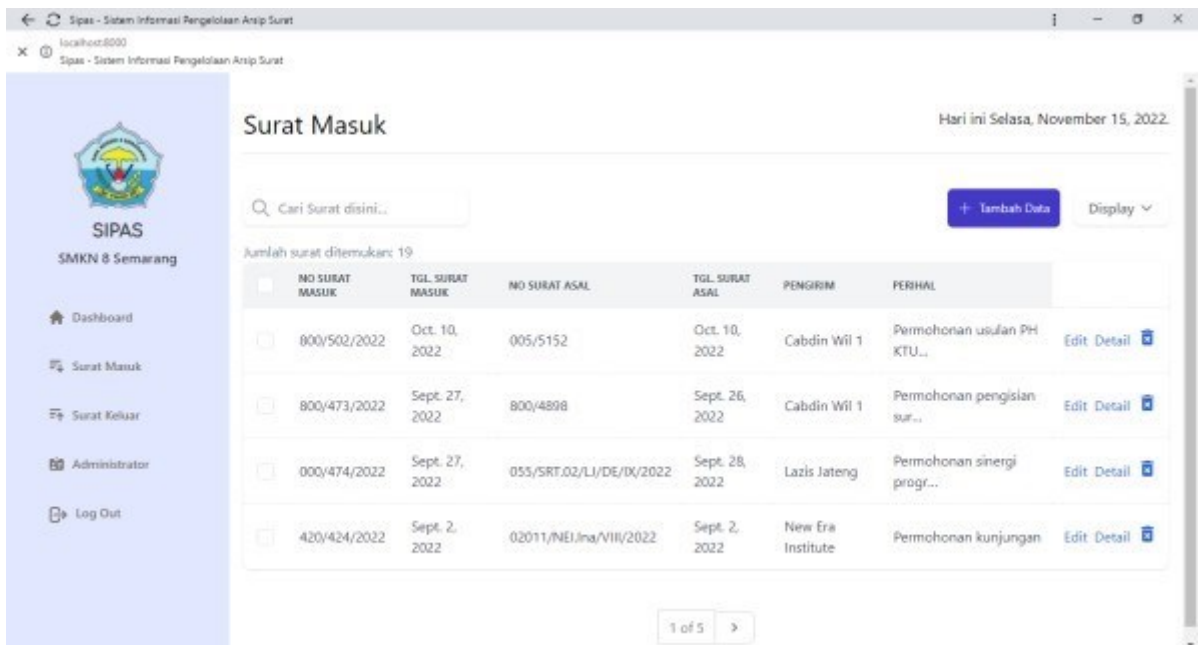 Sipas - Sistem Informasi Pengelolaan Arsip Surat
localhost:8000
Sipas - Sistem Informasi Pengelolaan Arsip Surat
Surat Masuk
Hari ini Selasa, November 15, 2022.
Cari Surat disini...
+ Tambah Data
Display
SIPAS
SMKN 8 Semarang
Jumlah surat ditemukan: 19
NO SURAT MASUK TGL. SURAT MASUK NO SURAT ASAL TGL. SURAT ASAL PENGIRIM PERIHAL
Dashboard
Surat Masuk
Surat Keluar
Administrator
Log Out
800/502/2022 Oct. 10, 2022 005/5152 Oct. 10, 2022 Cabdin Wil 1 Permohonan usulan PH KTU... Edit Detail
800/473/2022 Sept. 27, 2022 800/4898 Sept. 26, 2022 Cabdin Wil 1 Permohonan pengisian sur... Edit Detail
000/474/2022 Sept. 27, 2022 055/SRT.02/LJ/DE/IX/2022 Sept. 28, 2022 Lazis Jateng Permohonan sinergi progr... Edit Detail
420/424/2022 Sept. 2, 2022 02011/NEI.Ina/VIII/2022 Sept. 2, 2022 New Era Institute Permohonan kunjungan Edit Detail
1 of 5 >